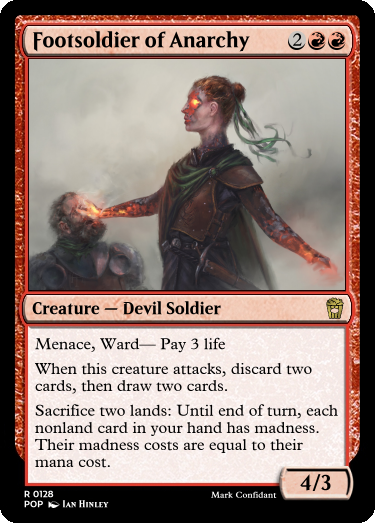 Footsoldier of Anarchy 2
Creature — Devil Soldier
Menace, Ward— Pay 3 life
When this creature attacks, discard two
cards, then draw two cards.
Sacrifice two lands: Until end of turn, each
nonland card in your hand has madness.
Their madness costs are equal to their
mana cost.
4/3
R 0128
POP Ian Hinley
Mark Confidant